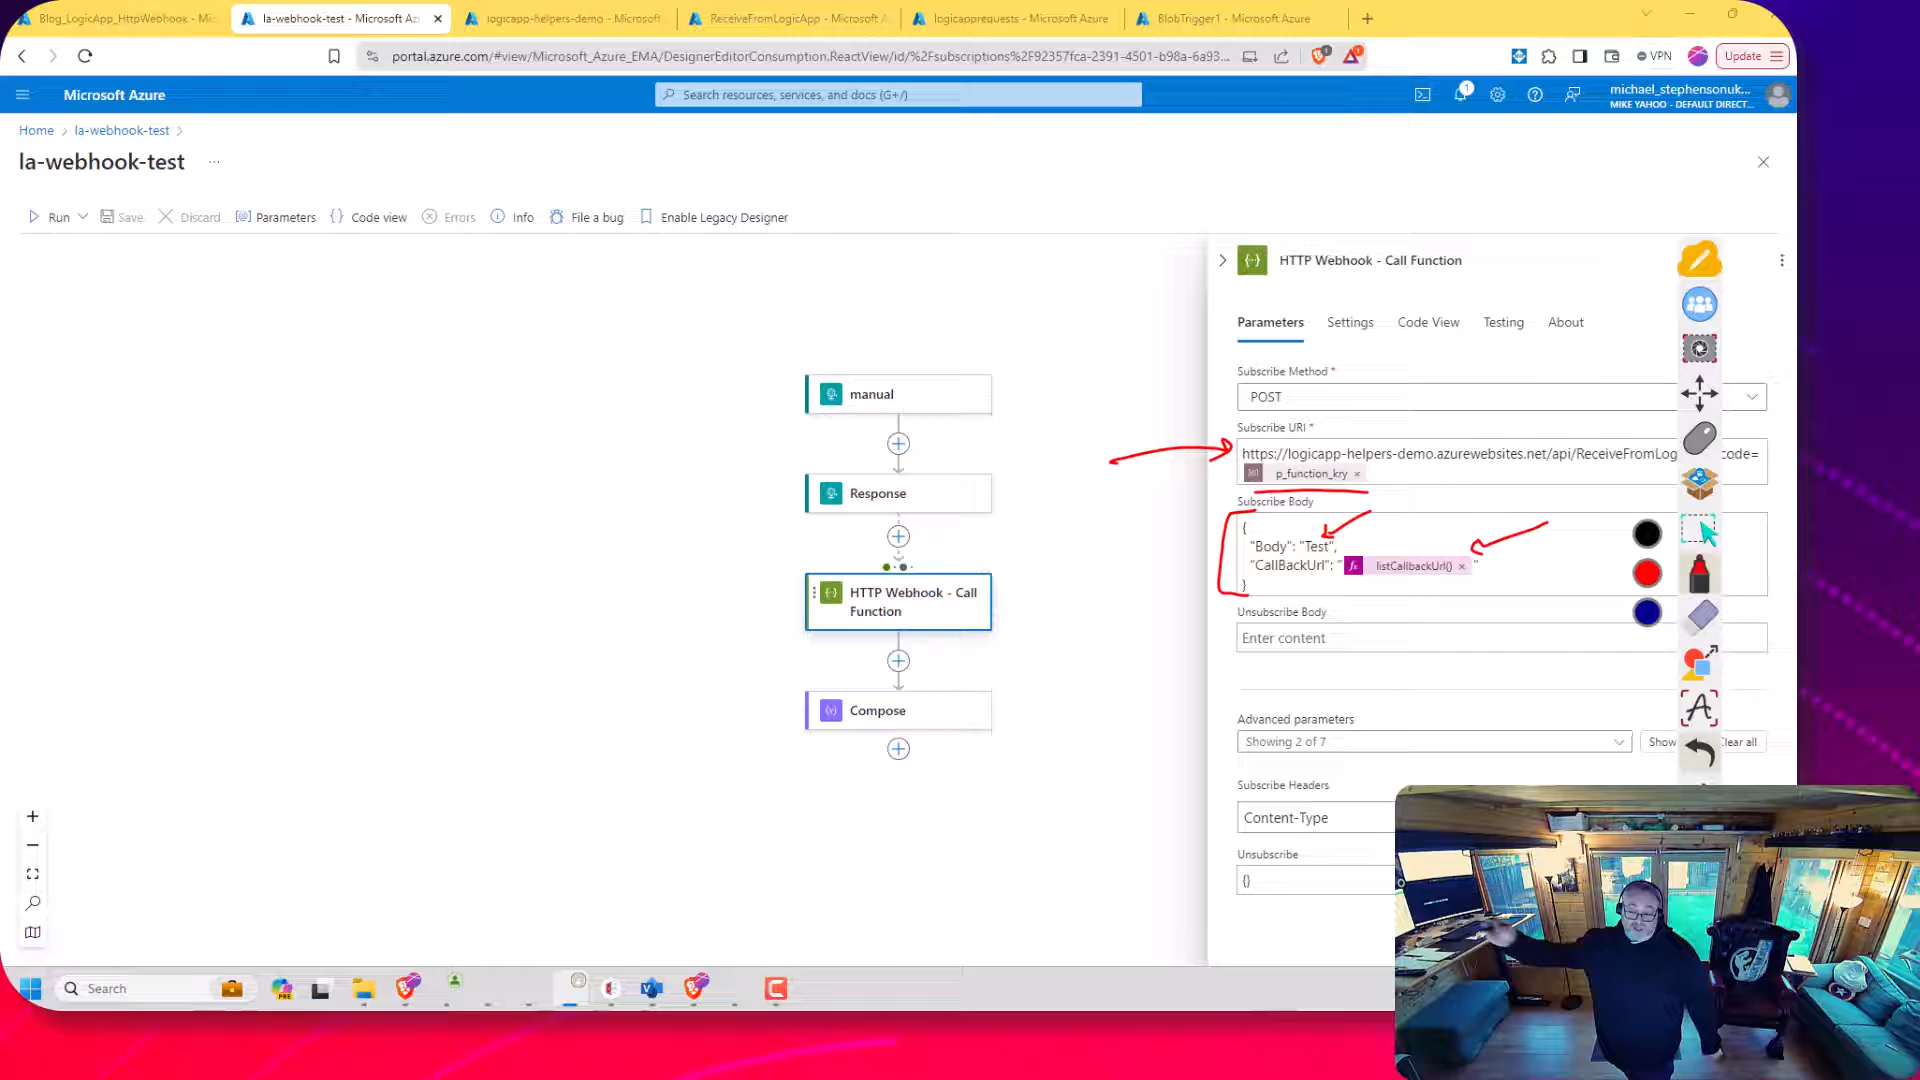 Blog_LogicApp_HttpWebhook - Mi
la-webhook-test - Microsoft Az
logicapp-helpers-demo - Microsoft
ReceiveFromLogicApp - Microsoft A
logicapprequests - Microsoft Azure
BlobTrigger1 - Microsoft Azure
portal.azure.com/#view/Microsoft_Azure_EMA/DesignerEditorConsumption.ReactView/id/%2Fsubscriptions%2F92357fca-2391-4501-b98a-6a93...
VPN
Update
Microsoft Azure
Search resources, services, and docs (G+/)
1
michael_stephensonuk...
MIKE YAHOO - DEFAULT DIRECT...
Home > la-webhook-test >
la-webhook-test ...
Run
Save
Discard
Parameters
Code view
Errors
Info
File a bug
Enable Legacy Designer
manual
Response
HTTP Webhook - Call
Function
Compose
HTTP Webhook - Call Function
Parameters
Settings
Code View
Testing
About
Subscribe Method *
POST
Subscribe URI *
https://logicapp-helpers-demo.azurewebsites.net/api/ReceiveFromLog
code=
p_function_kry ×
Subscribe Body
{
"Body": "Test",
"CallBackUrl": " fx listCallbackUrl() × "
}
Unsubscribe Body
Enter content
Advanced parameters
Showing 2 of 7
Show
Clear all
Subscribe Headers
Content-Type
Unsubscribe
{}
Search
PRE